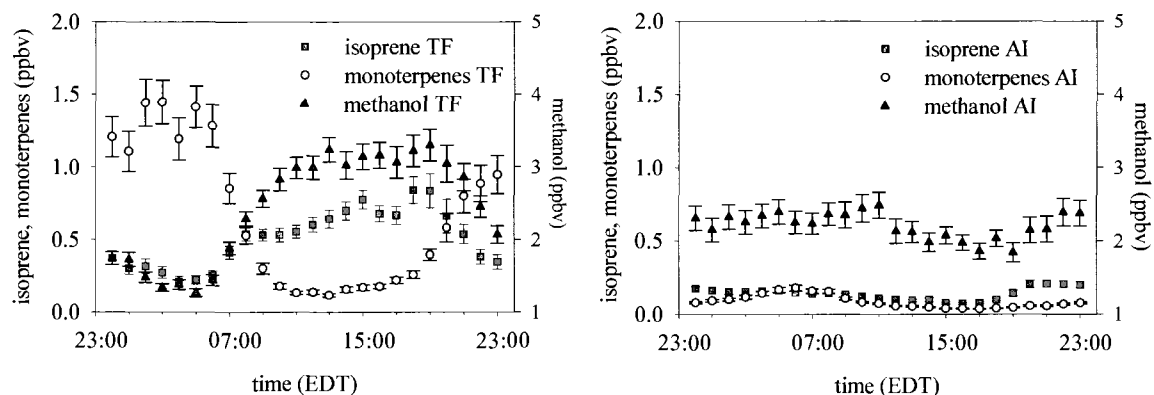 2.0
1.5
1.0
0.5
0.0
isoprene, monoterpenes (ppbv)
isoprene TF
monoterpenes TF
methanol TF
5
4
3
2
1
methanol (ppbv)
23:00
07:00
15:00
23:00
time (EDT)
2.0
1.5
1.0
0.5
0.0
isoprene, monoterpenes (ppbv)
isoprene AI
monoterpenes AI
methanol AI
5
4
3
2
1
methanol (ppbv)
23:00
07:00
15:00
23:00
time (EDT)